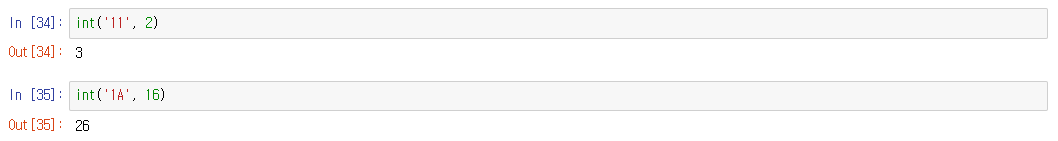 In [34]: int('11', 2)
Out[34]: 3
In [35]: int('1A', 16)
Out[35]: 26